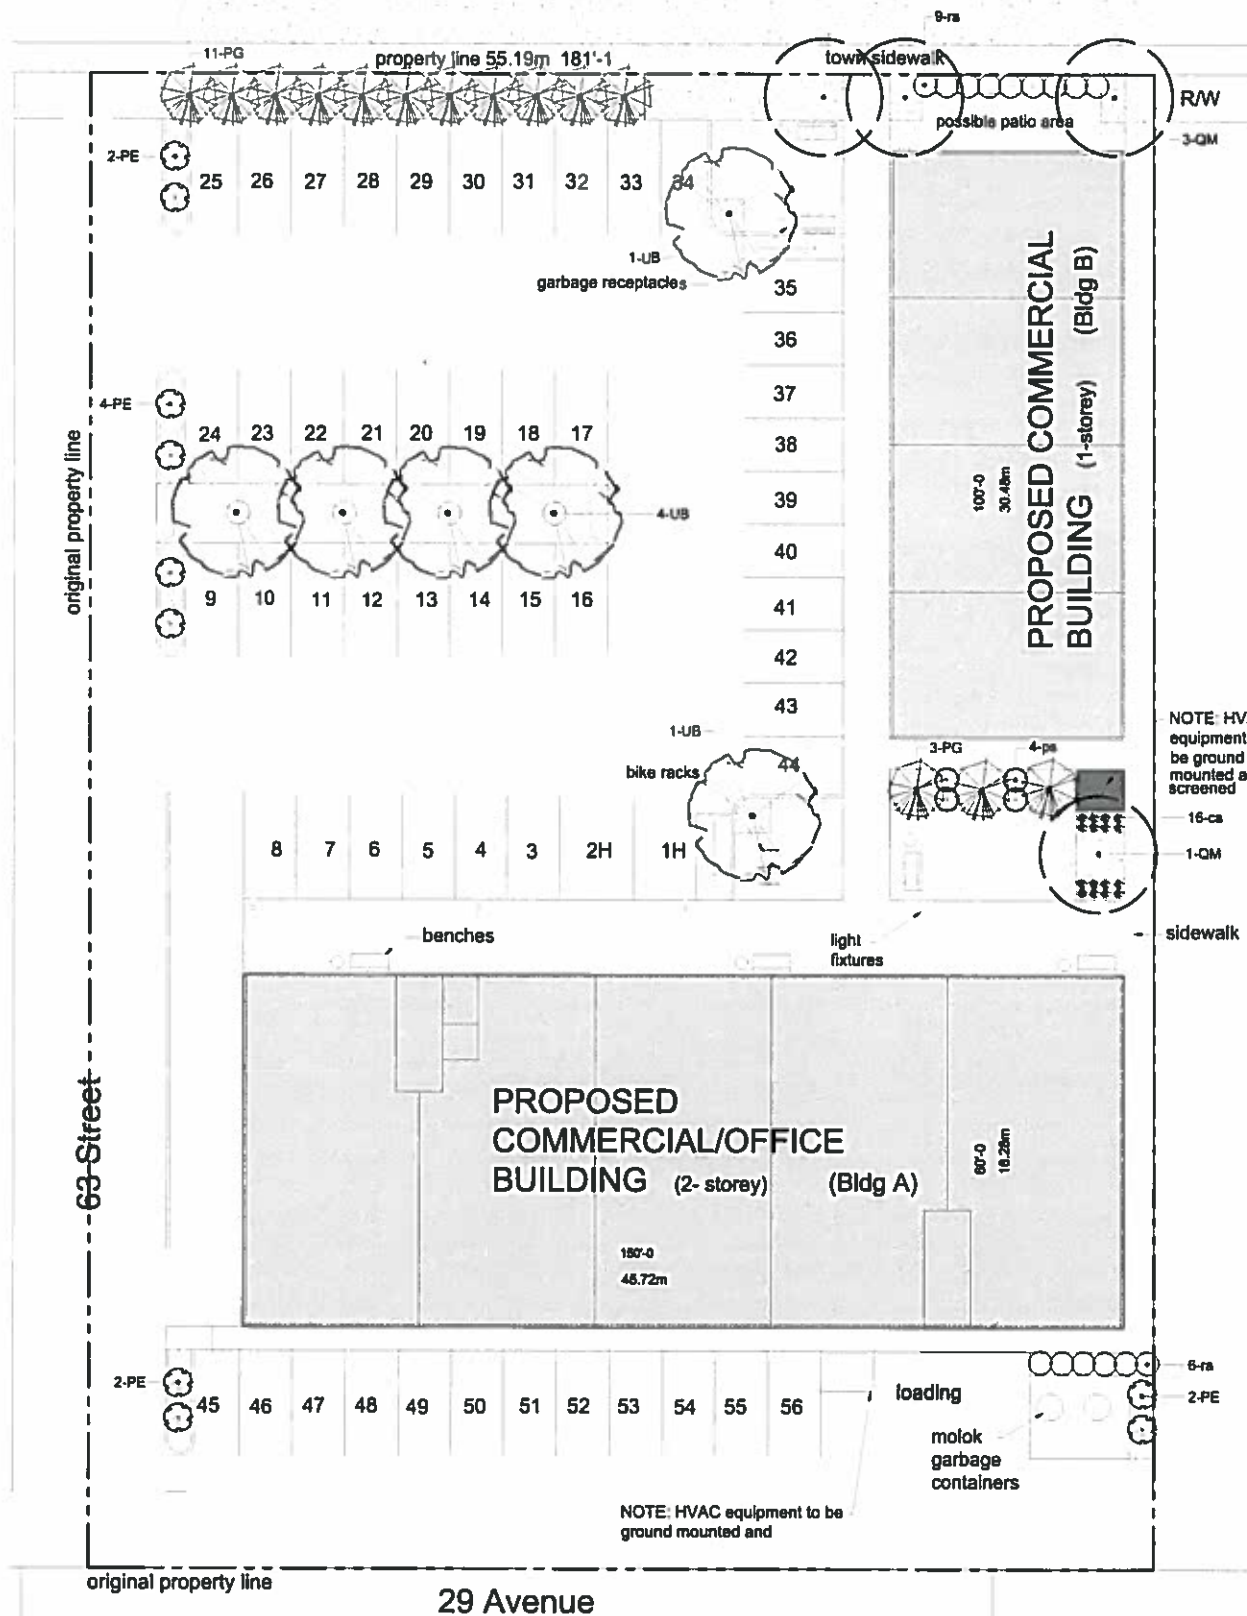 9-ra
11-PG
property line 55.19m 181'-1
town sidewalk
R/W
possible patio area
3-QM
2-PE
25 26 27 28 29 30 31 32 33 34
1-UB
garbage receptacles
35
36
37
38
39
40
41
42
43
44
PROPOSED COMMERCIAL
BUILDING (1-storey) (Bldg B)
100'-0
30.48m
original property line
4-PE
24 23 22 21 20 19 18 17
4-UB
9 10 11 12 13 14 15 16
1-UB
bike racks
3-PG
4-ps
NOTE: HV
equipment
be ground
mounted a
screened
16-ca
1-QM
8 7 6 5 4 3 2H 1H
benches
light
fixtures
sidewalk
63 Street
PROPOSED
COMMERCIAL/OFFICE
BUILDING (2- storey) (Bldg A)
60'-0
18.28m
150'-0
45.72m
2-PE
45 46 47 48 49 50 51 52 53 54 55 56
loading
6-ra
2-PE
molok
garbage
containers
NOTE: HVAC equipment to be
ground mounted and
original property line
29 Avenue